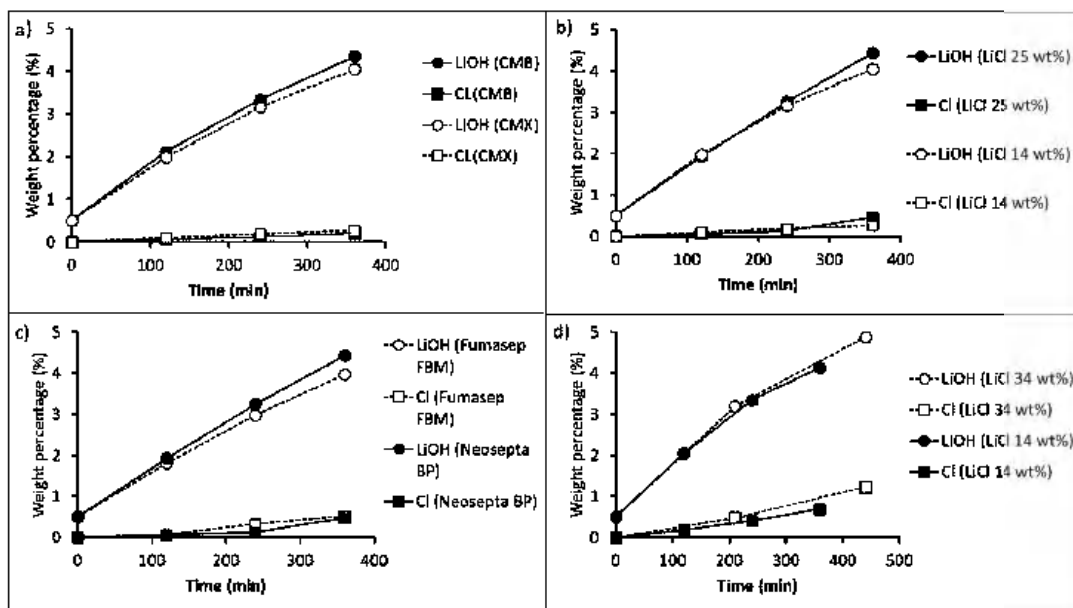 a)
Weight percentage (%)
5
4
3
2
1
0
0 100 200 300 400
Time (min)
LiOH (CMB)
CL(CMB)
LiOH (CMX)
CL(CMX)
b)
Weight percentage (%)
5
4
3
2
1
0
0 100 200 300 400
Time (min)
LiOH (LiCl 25 wt%)
Cl (LiCl 25 wt%)
LiOH (LiCl 14 wt%)
Cl (LiCl 14 wt%)
c)
Weight percentage (%)
5
4
3
2
1
0
0 100 200 300 400
Time (min)
LiOH (Fumasep
FBM)
Cl (Fumasep
FBM)
LiOH (Neosepta
BP)
Cl (Neosepta BP)
d)
Weight percentage (%)
5
4
3
2
1
0
0 100 200 300 400 500
Time (min)
LiOH (LiCl 34 wt%)
Cl (LiCl 34 wt%)
LiOH (LiCl 14 wt%)
Cl (LiCl 14 wt%)